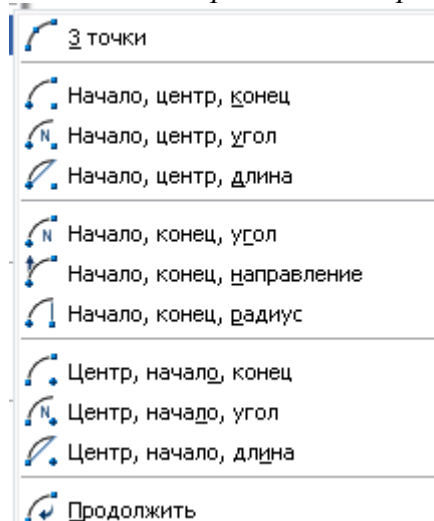 3 точки
Начало, центр, конец
Начало, центр, угол
Начало, центр, длина
Начало, конец, угол
Начало, конец, направление
Начало, конец, радиус
Центр, начало, конец
Центр, начало, угол
Центр, начало, длина
Продолжить